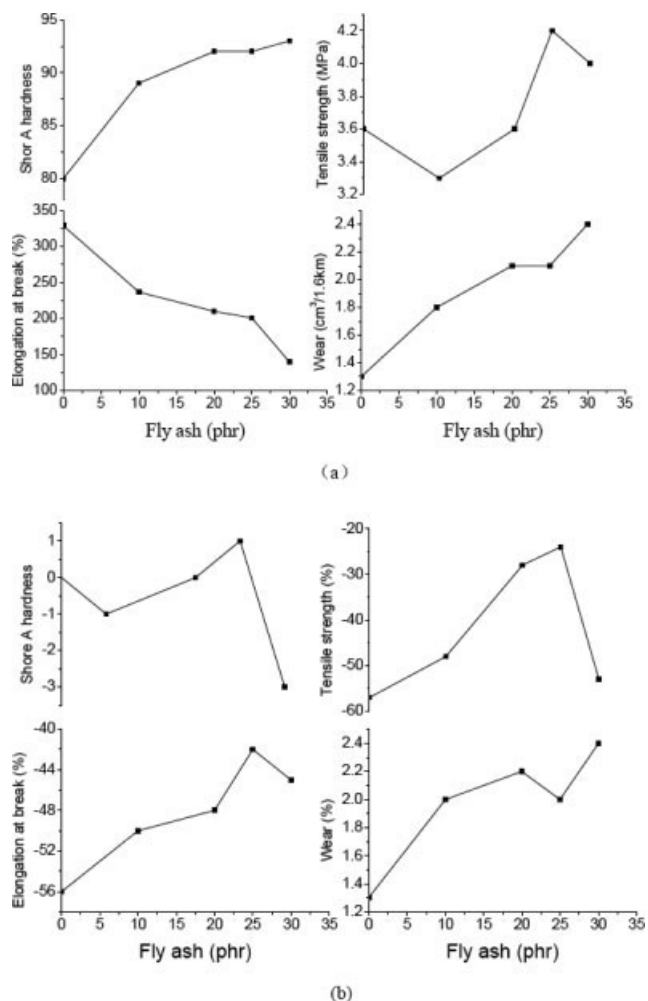 95
90
85
80
Shor A hardness
4.2
4.0
3.8
3.6
3.4
3.2
Tensile strength (MPa)
350
300
250
200
150
100
Elongation at break (%)
0 5 10 15 20 25 30 35
Fly ash (phr)
2.4
2.2
2.0
1.8
1.6
1.4
1.2
Wear (cm³/1.6km)
0 5 10 15 20 25 30 35
Fly ash (phr)
(a)
1
0
-1
-2
-3
Shore A hardness
-20
-30
-40
-50
-60
Tensile strength (%)
-40
-44
-48
-52
-56
Elongation at break (%)
0 5 10 15 20 25 30 35
Fly ash (phr)
2.4
2.2
2.0
1.8
1.6
1.4
1.2
Wear (%)
0 5 10 15 20 25 30 35
Fly ash (phr)
(b)